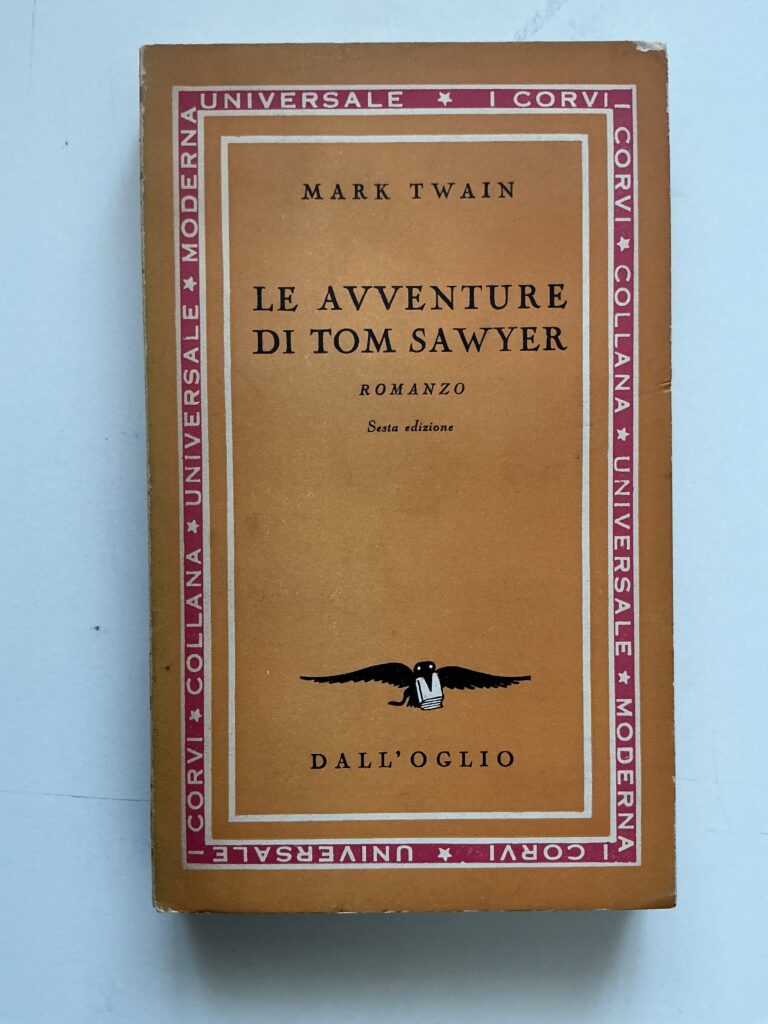 UNIVERSALE ★ I CORVI
I CORVI ★ COLLANA ★ UNIVERSALE ★ MODERNA
MARK TWAIN
LE AVVENTURE
DI TOM SAWYER
ROMANZO
Sesta edizione
DALL'OGLIO
I CORVI ★ COLLANA ★ UNIVERSALE ★ MODERNA
I CORVI ★ UNIVERSALE